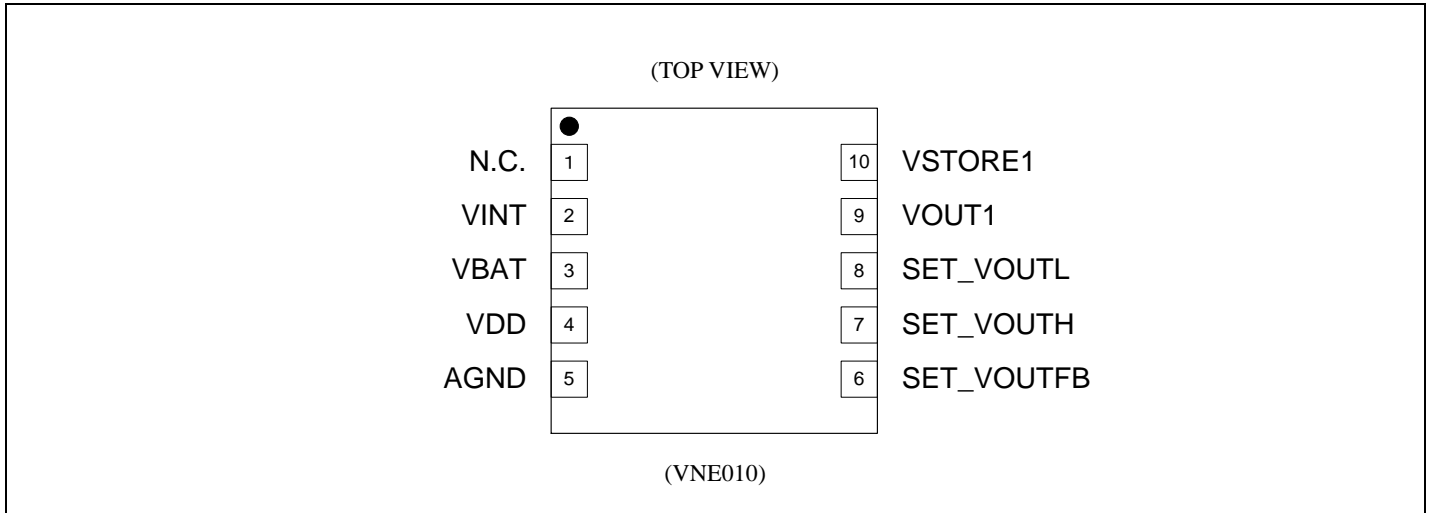 (TOP VIEW)
N.C. 1 10 VSTORE1
VINT 2 9 VOUT1
VBAT 3 8 SET_VOUTL
VDD 4 7 SET_VOUTH
AGND 5 6 SET_VOUTFB
(VNE010)